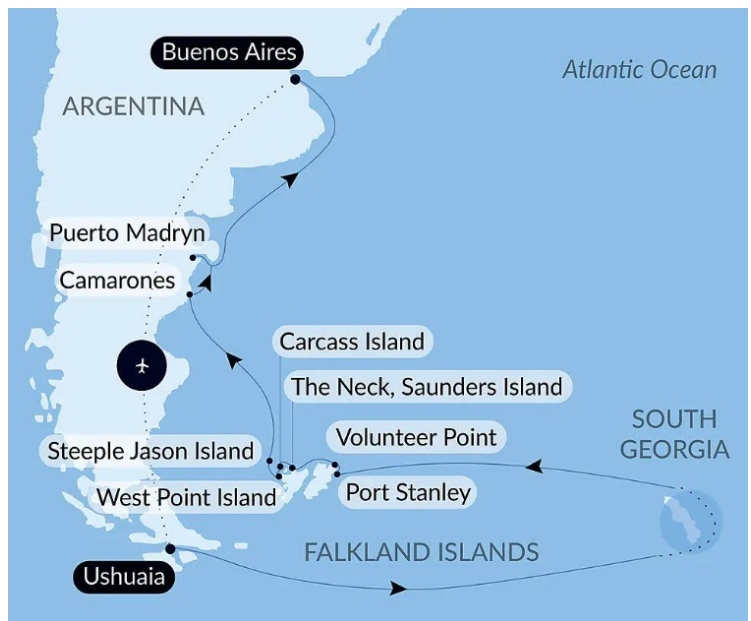 Buenos Aires
Atlantic Ocean
ARGENTINA
Puerto Madryn
Camarones
Carcass Island
The Neck, Saunders Island
SOUTH
GEORGIA
Volunteer Point
Steeple Jason Island
Port Stanley
West Point Island
FALKLAND ISLANDS
Ushuaia